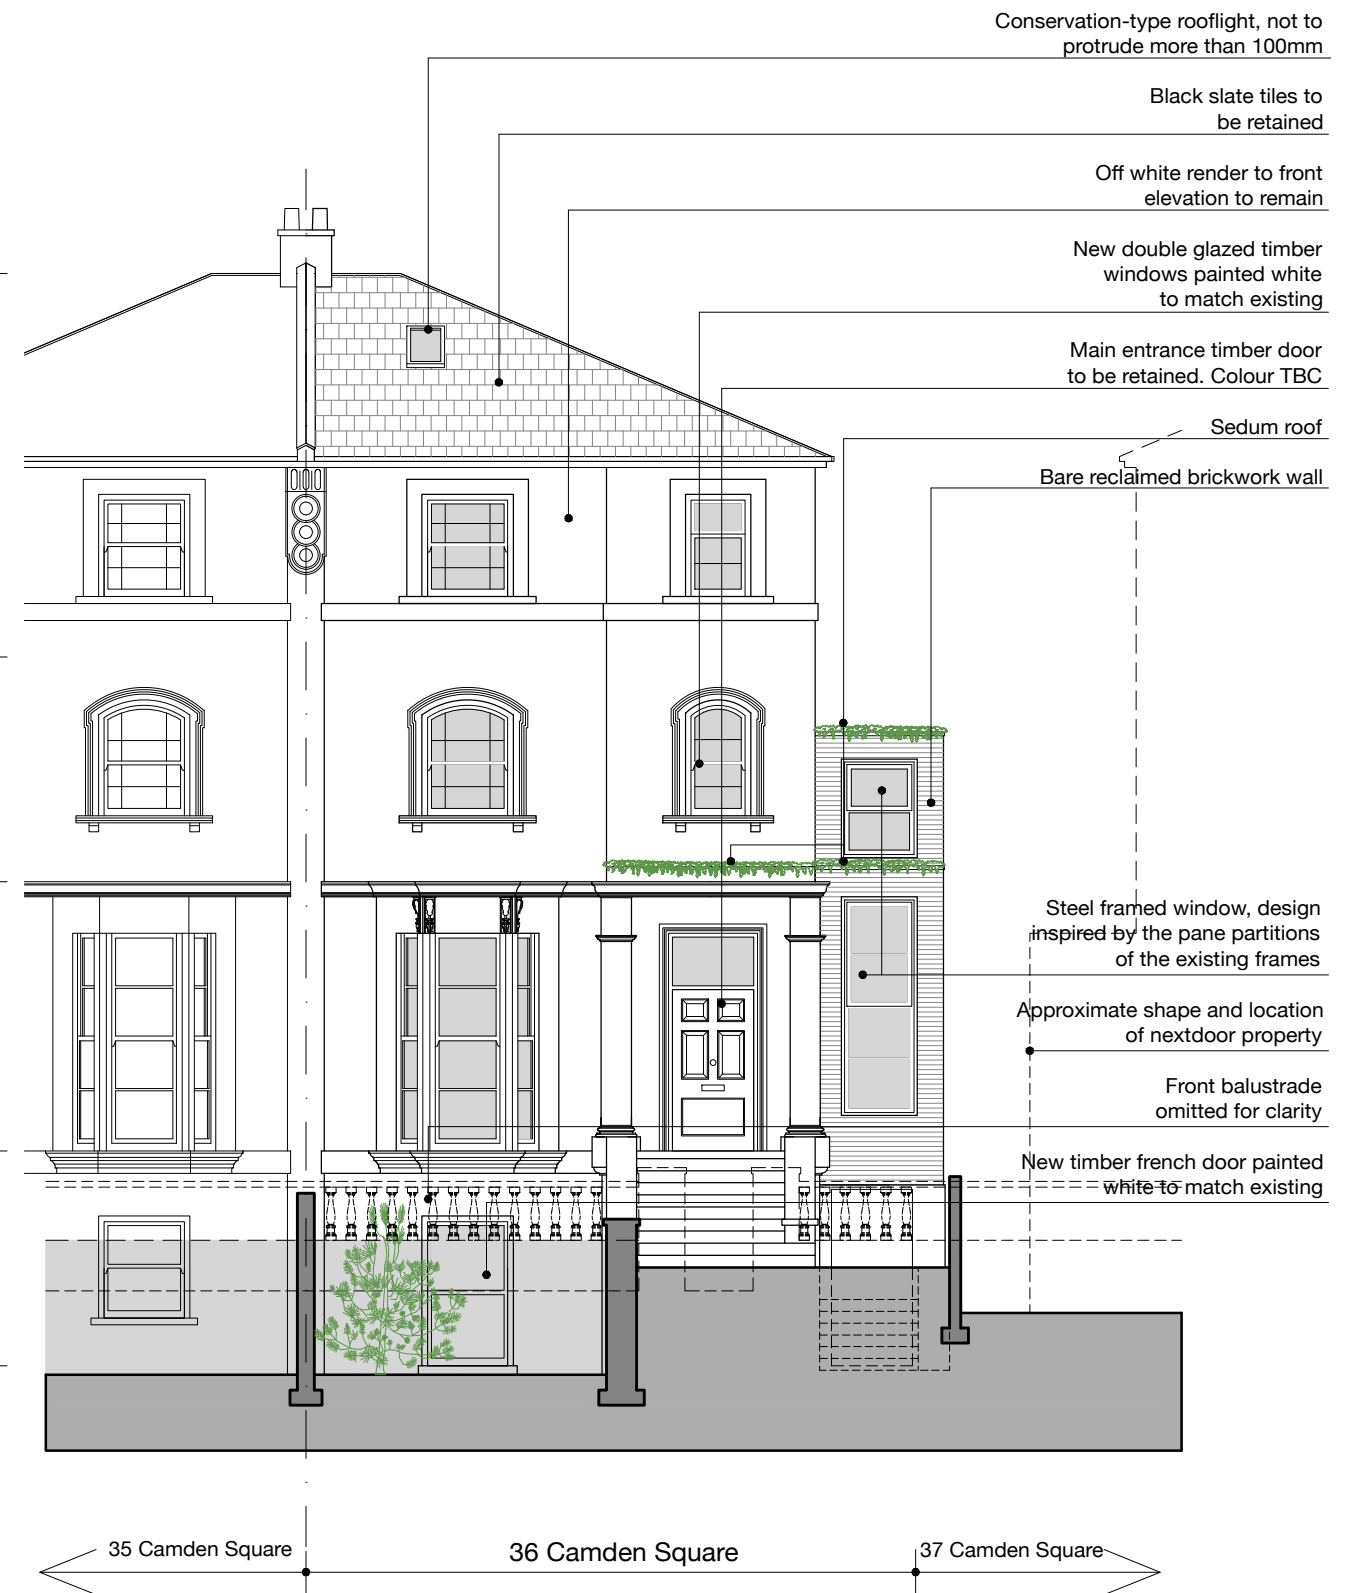 Conservation-type rooflight, not to
protrude more than 100mm
Black slate tiles to
be retained
Off white render to front
elevation to remain
New double glazed timber
windows painted white
to match existing
Main entrance timber door
to be retained. Colour TBC
Sedum roof
Bare reclaimed brickwork wall
Steel framed window, design
inspired by the pane partitions
of the existing frames
Approximate shape and location
of nextdoor property
Front balustrade
omitted for clarity
New timber french door painted
white to match existing
35 Camden Square
36 Camden Square
37 Camden Square